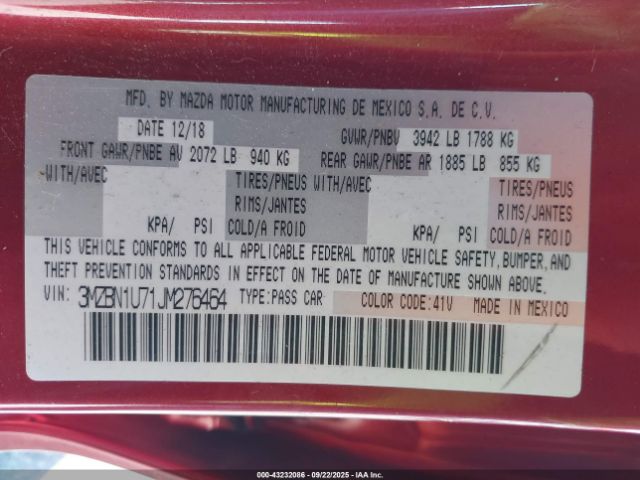 MFD. BY MAZDA MOTOR MANUFACTURING DE MEXICO S.A. DE C.V.
DATE 12/18 GVWR/PNBV 3942 LB 1788 KG
FRONT GAWR/PNBE AV 2072 LB 940 KG REAR GAWR/PNBE AR 1885 LB 855 KG
WITH/AVEC TIRES/PNEUS WITH/AVEC TIRES/PNEUS
RIMS/JANTES RIMS/JANTES
KPA/ PSI COLD/A FROID KPA/ PSI COLD/A FROID
THIS VEHICLE CONFORMS TO ALL APPLICABLE FEDERAL MOTOR VEHICLE SAFETY, BUMPER, AND
THEFT PREVENTION STANDARDS IN EFFECT ON THE DATE OF MANUFACTURE SHOWN ABOVE.
VIN: 3MZBN1U71JM276464 TYPE:PASS CAR COLOR CODE:41V MADE IN MEXICO
000-43232086 - 09/22/2025 - IAA Inc.